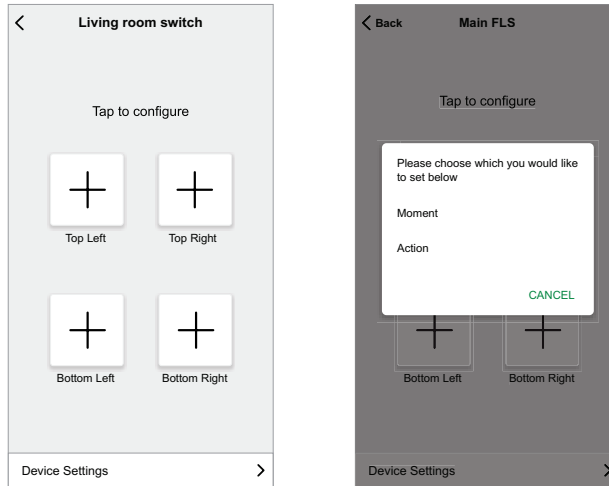 Living room switch
Tap to configure
Top Left
Top Right
Bottom Left
Bottom Right
Device Settings
Back
Main FLS
Tap to configure
Please choose which you would like
to set below
Moment
Action
CANCEL
Bottom Left
Bottom Right
Device Settings